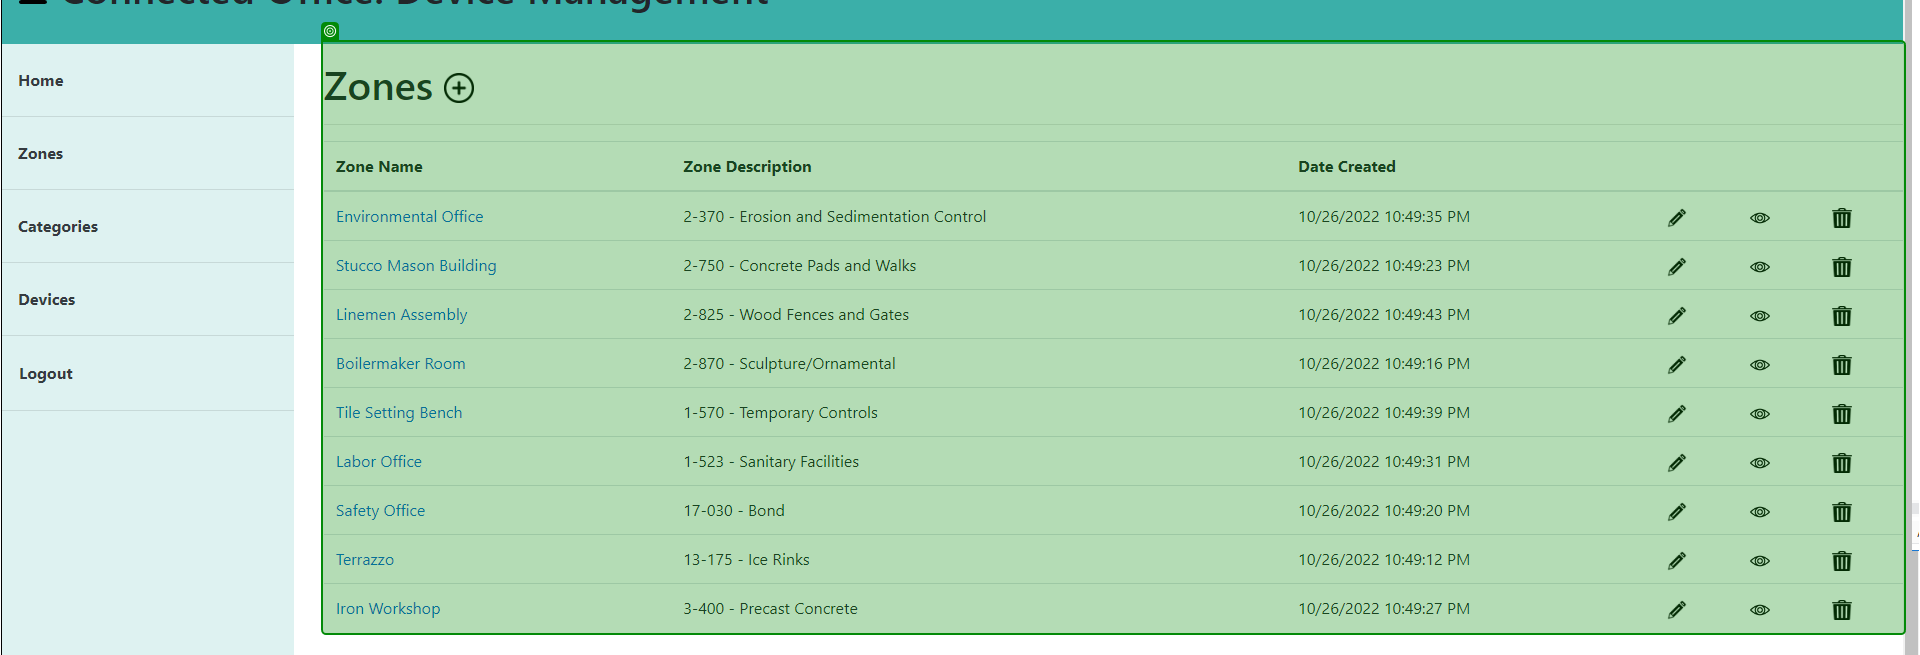 Connected Office: Device Management
Home
Zones
Categories
Devices
Logout
Zones
Zone Name Zone Description Date Created
Environmental Office 2-370 - Erosion and Sedimentation Control 10/26/2022 10:49:35 PM
Stucco Mason Building 2-750 - Concrete Pads and Walks 10/26/2022 10:49:23 PM
Linemen Assembly 2-825 - Wood Fences and Gates 10/26/2022 10:49:43 PM
Boilermaker Room 2-870 - Sculpture/Ornamental 10/26/2022 10:49:16 PM
Tile Setting Bench 1-570 - Temporary Controls 10/26/2022 10:49:39 PM
Labor Office 1-523 - Sanitary Facilities 10/26/2022 10:49:31 PM
Safety Office 17-030 - Bond 10/26/2022 10:49:20 PM
Terrazzo 13-175 - Ice Rinks 10/26/2022 10:49:12 PM
Iron Workshop 3-400 - Precast Concrete 10/26/2022 10:49:27 PM